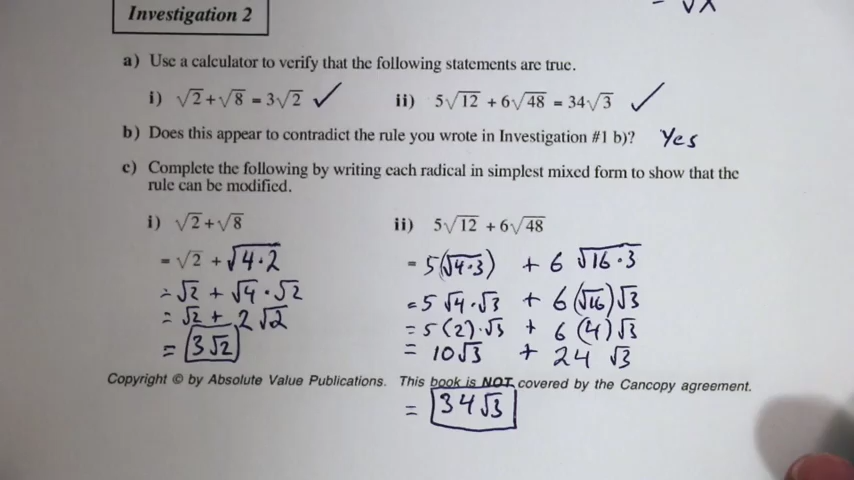 = √x
Investigation 2
a) Use a calculator to verify that the following statements are true.
i) √2 + √8 = 3√2 ✓ ii) 5√12 + 6√48 = 34√3 ✓
b) Does this appear to contradict the rule you wrote in Investigation #1 b)? Yes
c) Complete the following by writing each radical in simplest mixed form to show that the
rule can be modified.
i) √2 + √8 ii) 5√12 + 6√48
= √2 + √4·2 = 5(√4·3) + 6 √16·3
= √2 + √4 · √2 = 5 √4 · √3 + 6(√16)√3
= √2 + 2√2 = 5(2)·√3 + 6(4)√3
= 3√2 = 10√3 + 24 √3
Copyright © by Absolute Value Publications. This book is NOT covered by the Cancopy agreement.
= 34√3